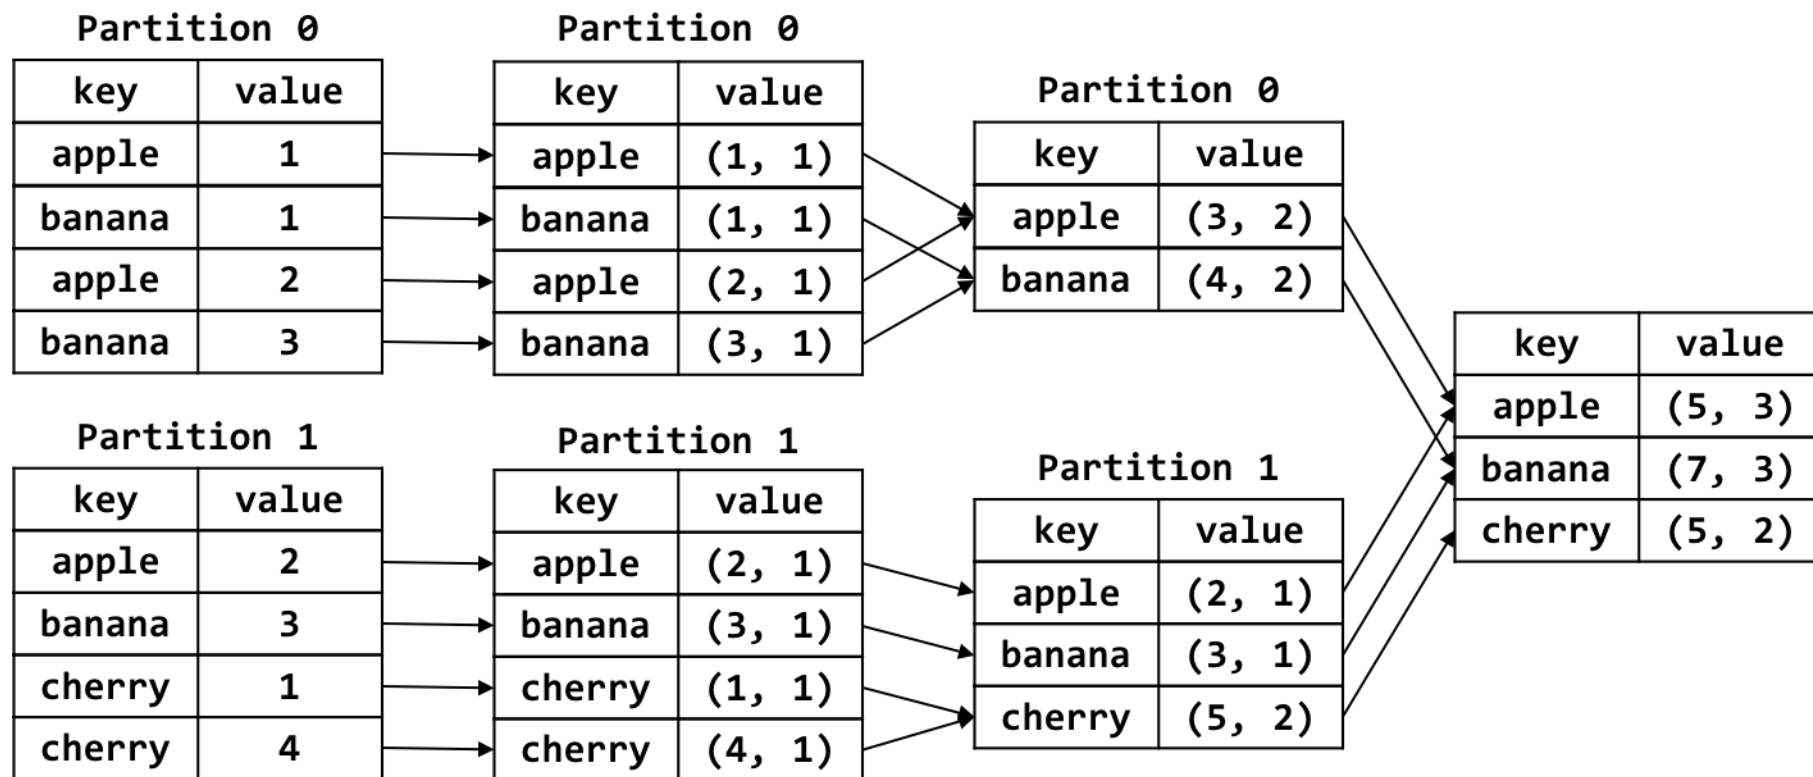 Partition 0
key value
apple 1
banana 1
apple 2
banana 3
Partition 1
key value
apple 2
banana 3
cherry 1
cherry 4
Partition 0
key value
apple (1, 1)
banana (1, 1)
apple (2, 1)
banana (3, 1)
Partition 1
key value
apple (2, 1)
banana (3, 1)
cherry (1, 1)
cherry (4, 1)
Partition 0
key value
apple (3, 2)
banana (4, 2)
Partition 1
key value
apple (2, 1)
banana (3, 1)
cherry (5, 2)
key value
apple (5, 3)
banana (7, 3)
cherry (5, 2)